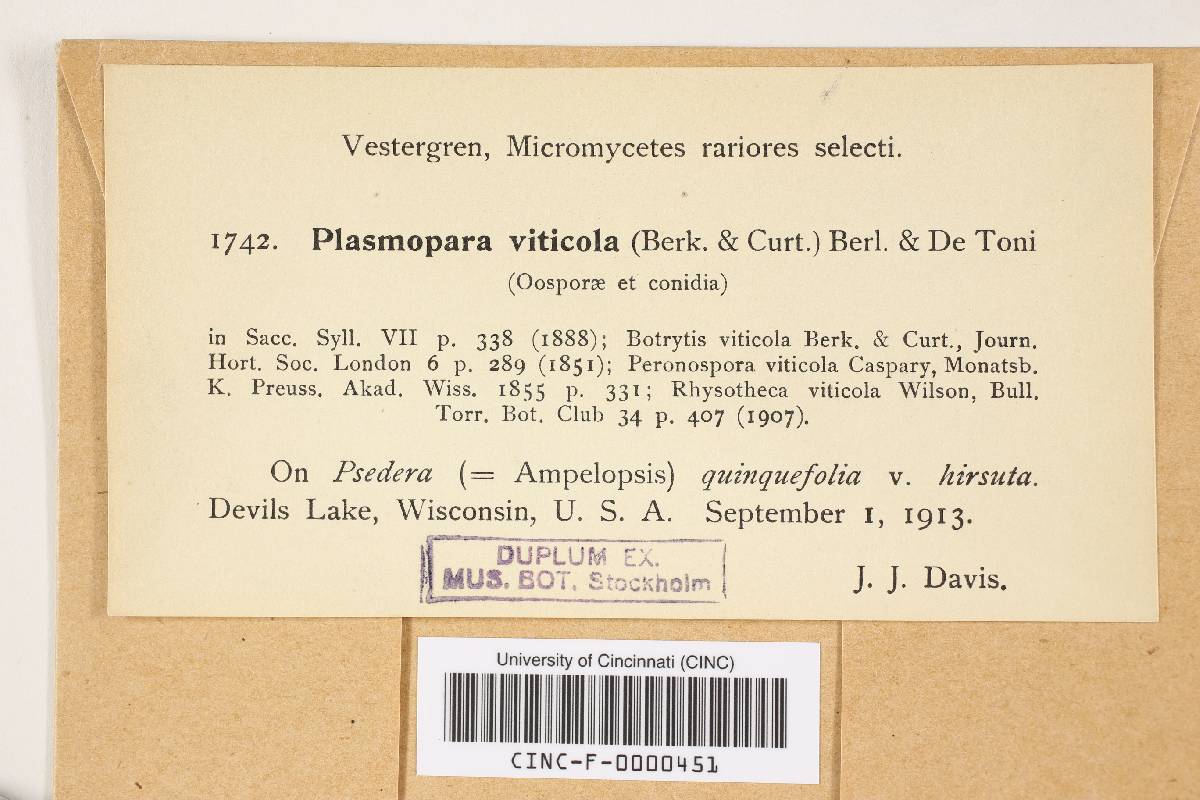 Vestergren, Micromycetes rariores selecti.
1742. Plasmopara viticola (Berk. & Curt.) Berl. & De Toni
(Oosporæ et conidia)
in Sacc. Syll. VII p. 338 (1888); Botrytis viticola Berk. & Curt., Journ.
Hort. Soc. London 6 p. 289 (1851); Peronospora viticola Caspary, Monatsb.
K. Preuss. Akad. Wiss. 1855 p. 331; Rhysotheca viticola Wilson, Bull.
Torr. Bot. Club 34 p. 407 (1907).
On Psedera (= Ampelopsis) quinquefolia v. hirsuta.
Devils Lake, Wisconsin, U. S. A. September 1, 1913.
DUPLUM EX.
MUS. BOT. Stockholm
J. J. Davis.
University of Cincinnati (CINC)
CINC-F-0000451